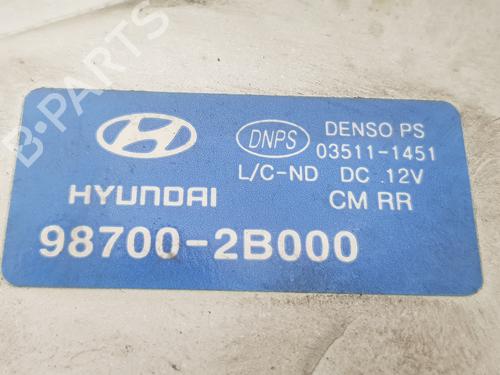 B-PARTS
DNPS
DENSO PS
03511-1451
L/C-ND DC 12V
HYUNDAI
CM RR
98700-2B000